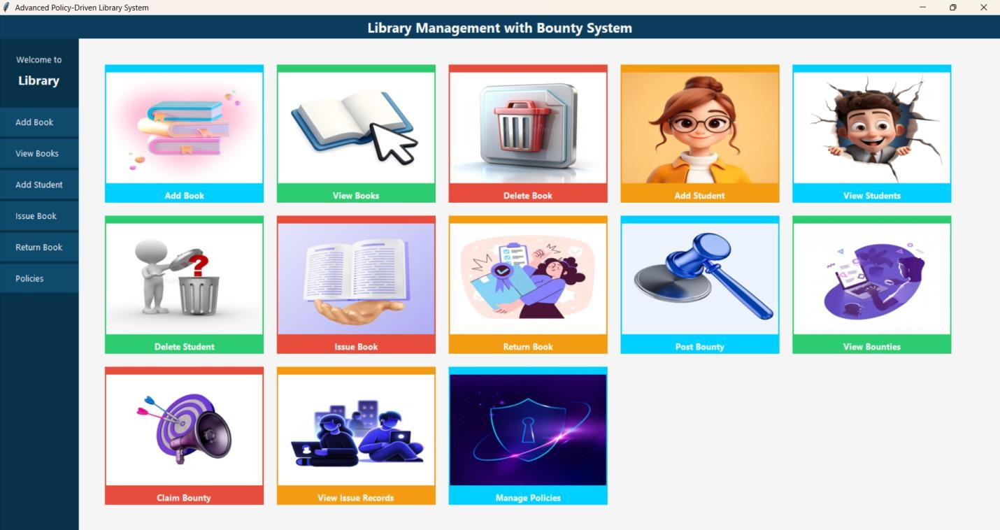 Advanced Policy-Driven Library System
Library Management with Bounty System
Welcome to
Library
Add Book
View Books
Add Student
Issue Book
Return Book
Policies
Add Book
View Books
Delete Book
Add Student
View Students
Delete Student
Issue Book
Return Book
Post Bounty
View Bounties
Claim Bounty
View Issue Records
Manage Policies